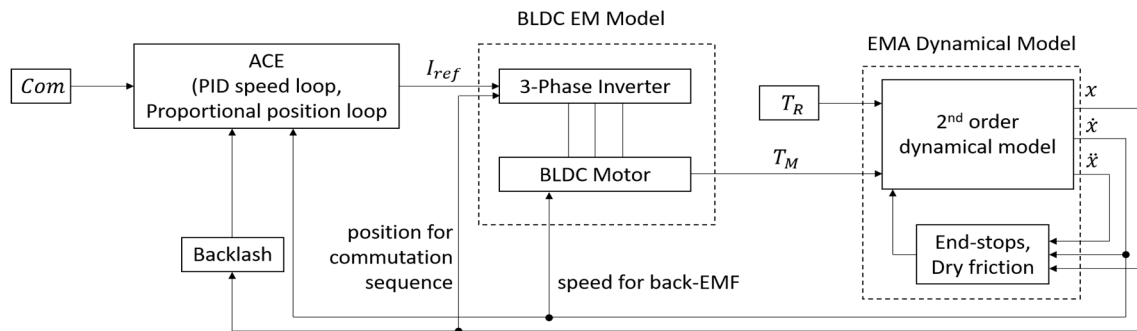 BLDC EM Model
EMA Dynamical Model
Com
ACE
(PID speed loop,
Proportional position loop
I_{ref}
3-Phase Inverter
BLDC Motor
T_R
T_M
2nd order
dynamical model
x
ẋ
ẍ
End-stops,
Dry friction
Backlash
position for
commutation
sequence
speed for back-EMF